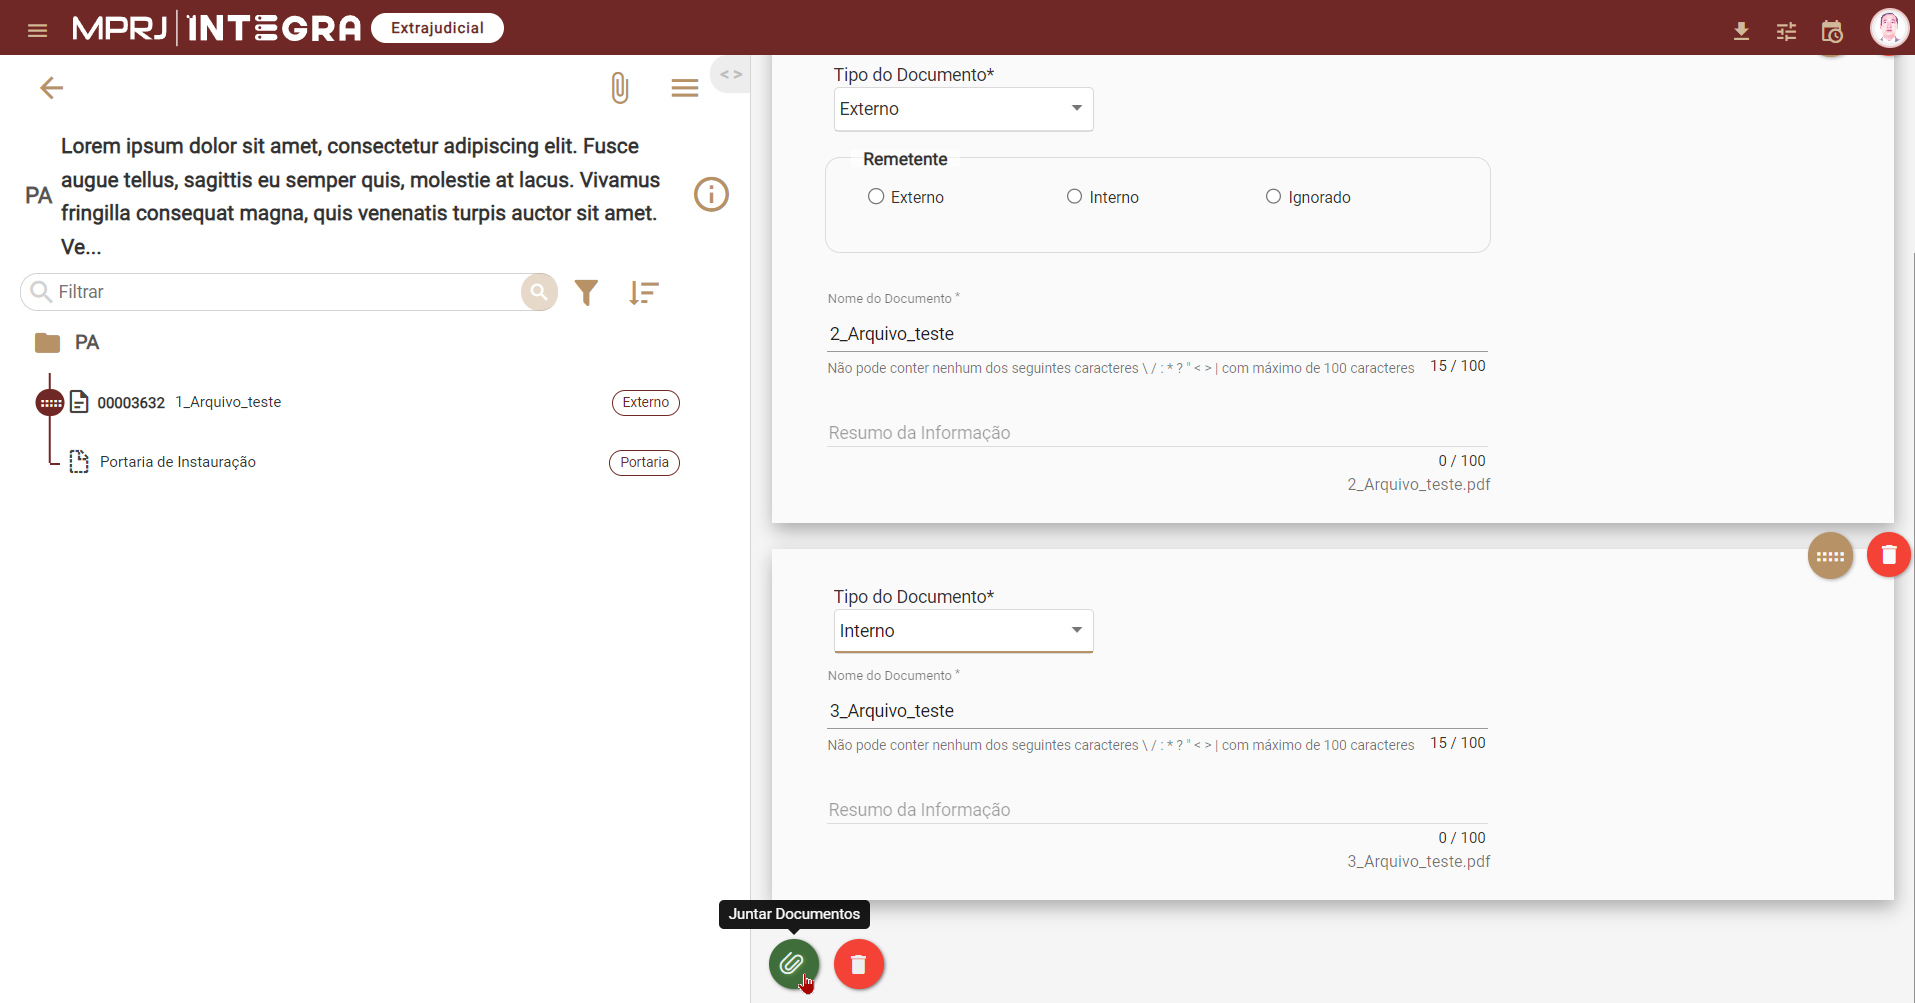 MPRJ INTEGRA Extrajudicial
< >
Lorem ipsum dolor sit amet, consectetur adipiscing elit. Fusce
augue tellus, sagittis eu semper quis, molestie at lacus. Vivamus
PA
fringilla consequat magna, quis venenatis turpis auctor sit amet.
Ve...
Filtrar
PA
00003632 1_Arquivo_teste Externo
Portaria de Instauração Portaria
Tipo do Documento*
Externo
Remetente
Externo Interno Ignorado
Nome do Documento *
2_Arquivo_teste
Não pode conter nenhum dos seguintes caracteres \ / : * ? " < > | com máximo de 100 caracteres 15 / 100
Resumo da Informação
0 / 100
2_Arquivo_teste.pdf
Tipo do Documento*
Interno
Nome do Documento *
3_Arquivo_teste
Não pode conter nenhum dos seguintes caracteres \ / : * ? " < > | com máximo de 100 caracteres 15 / 100
Resumo da Informação
0 / 100
3_Arquivo_teste.pdf
Juntar Documentos